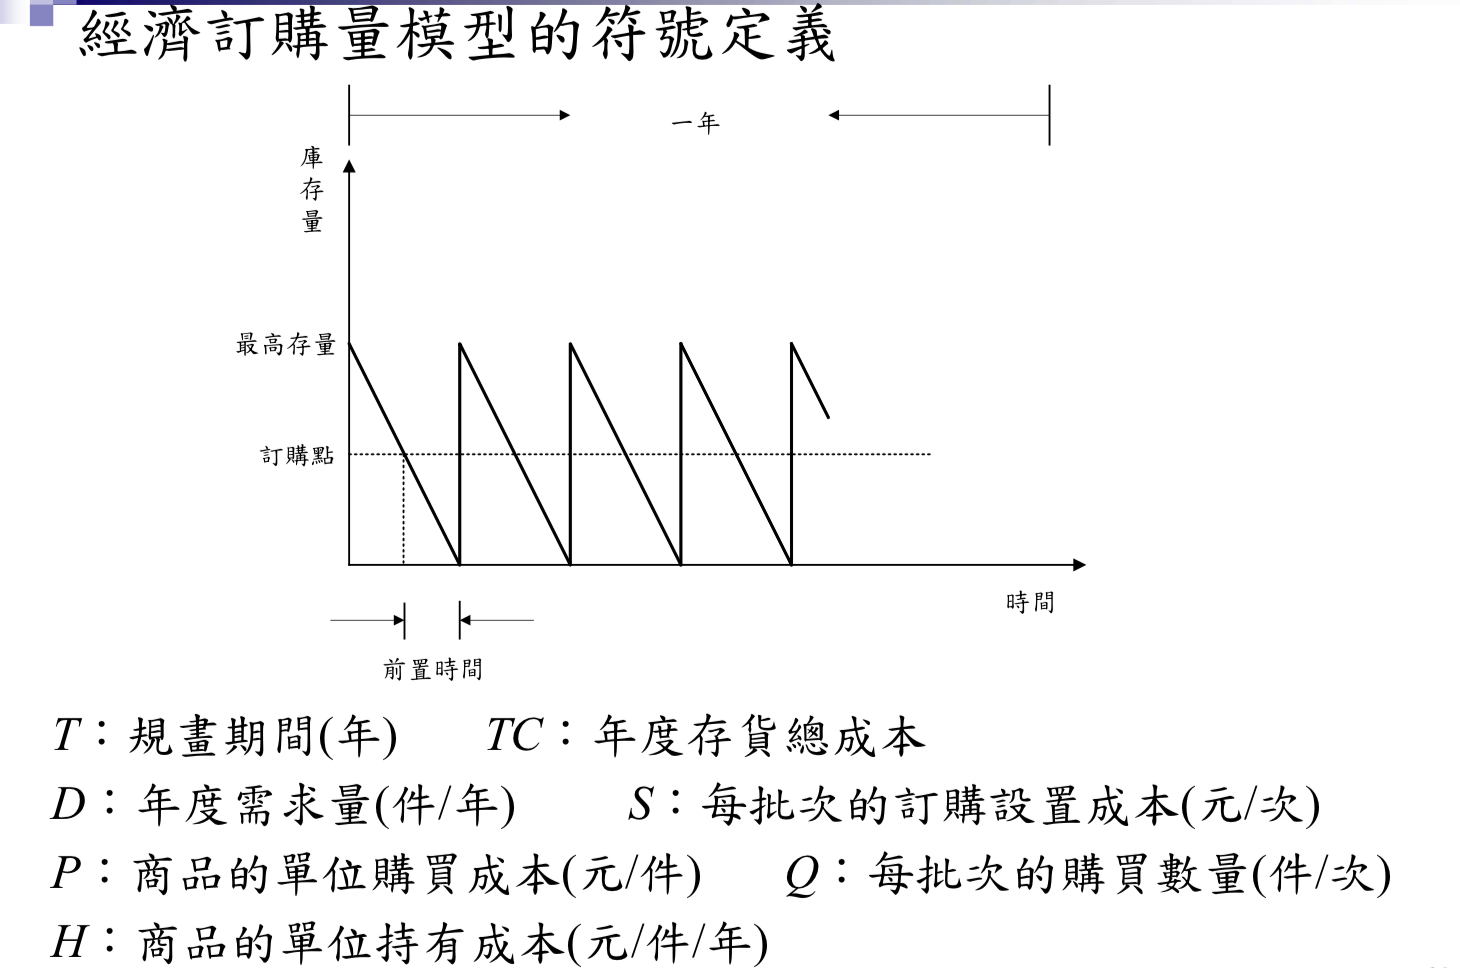 經濟訂購量模型的符號定義
一年
庫存量
最高存量
訂購點
時間
前置時間
T：規畫期間(年) TC：年度存貨總成本
D：年度需求量(件/年) S：每批次的訂購設置成本(元/次)
P：商品的單位購買成本(元/件) Q：每批次的購買數量(件/次)
H：商品的單位持有成本(元/件/年)